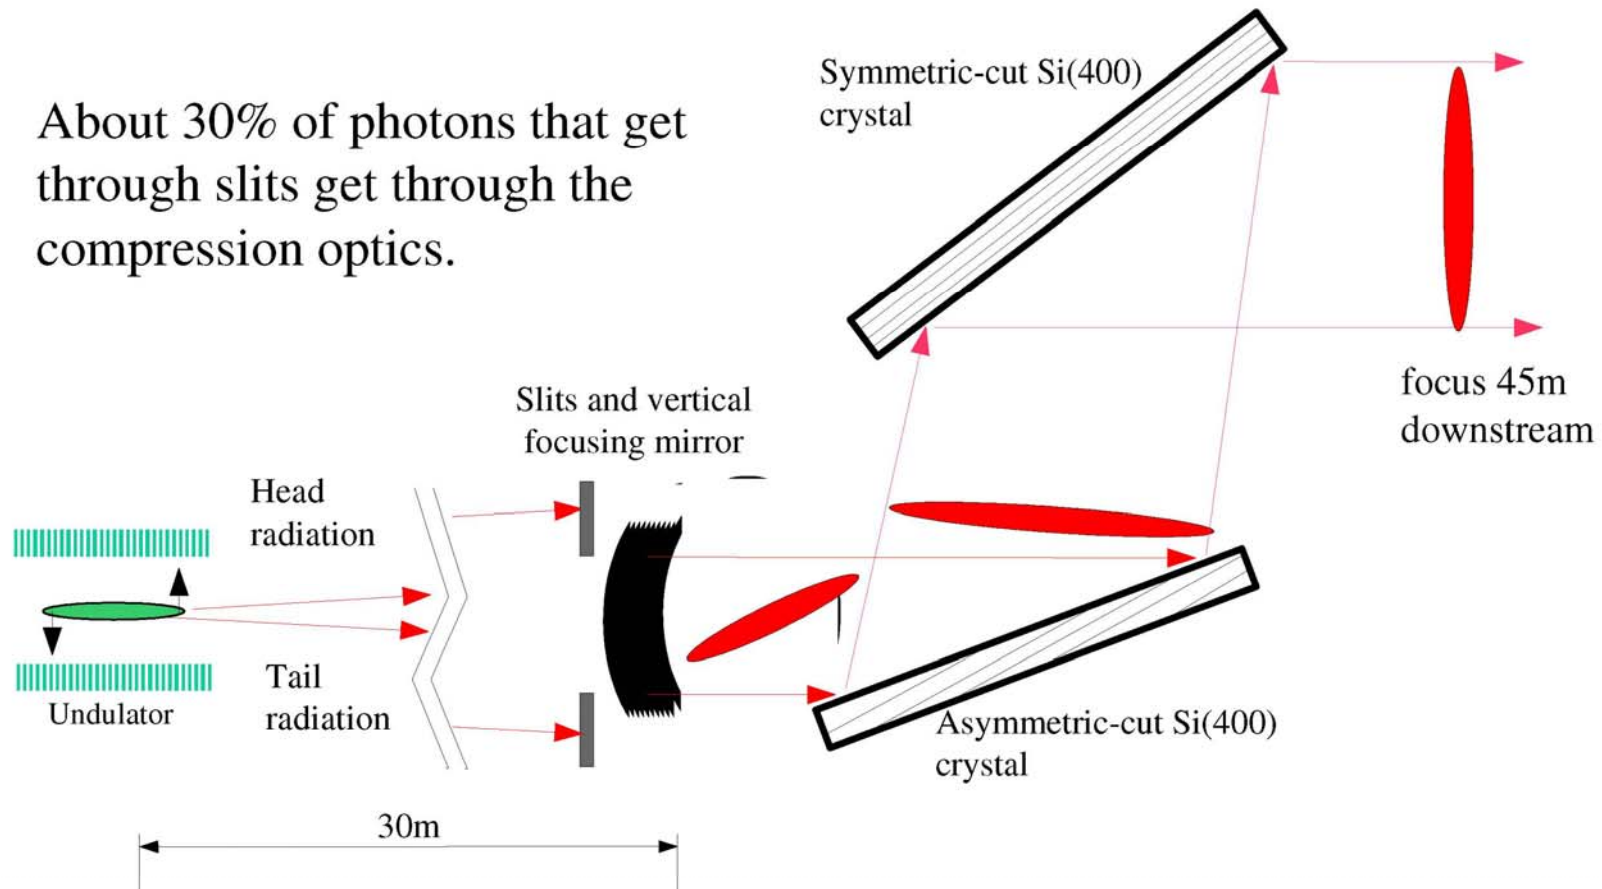 About 30% of photons that get
through slits get through the
compression optics.
Symmetric-cut Si(400)
crystal
focus 45m
downstream
Slits and vertical
focusing mirror
Head
radiation
Tail
radiation
Undulator
Asymmetric-cut Si(400)
crystal
30m